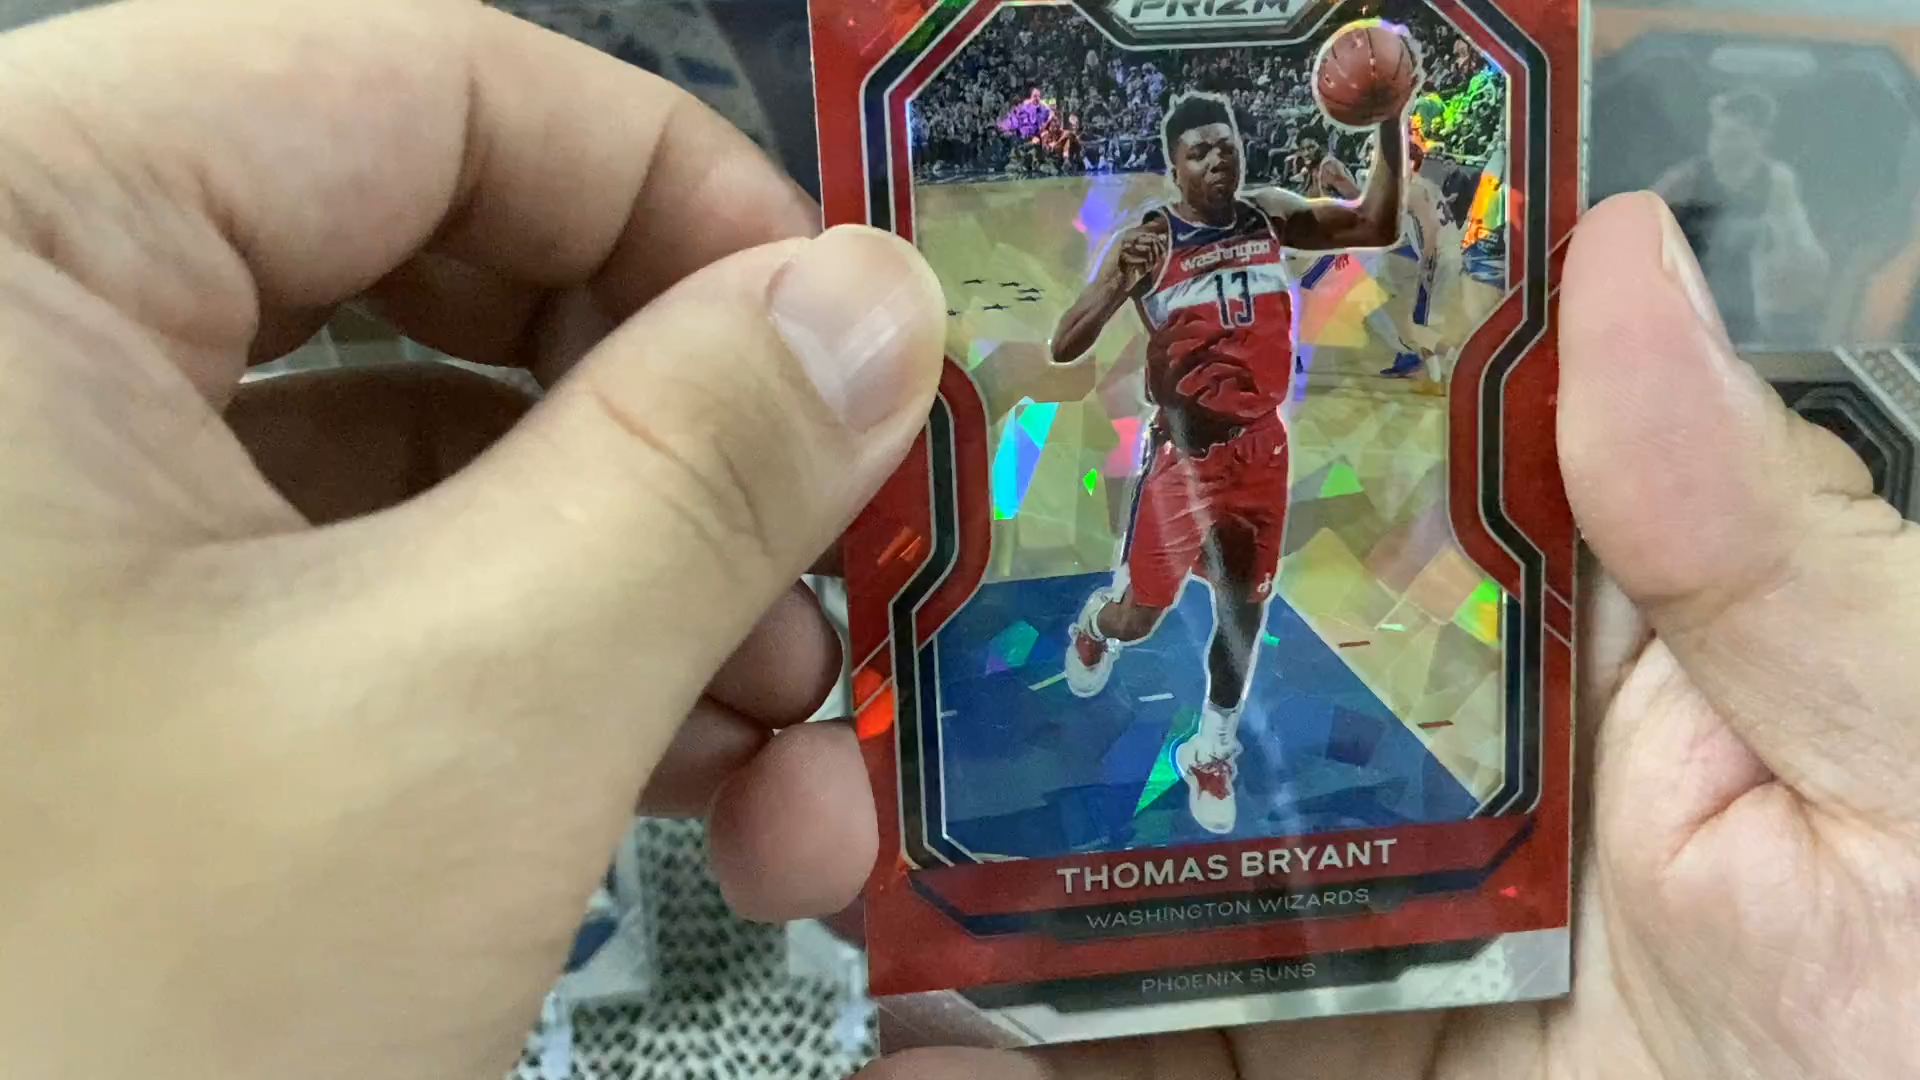 PRIZM
washington
13
THOMAS BRYANT
WASHINGTON WIZARDS
PHOENIX SUNS